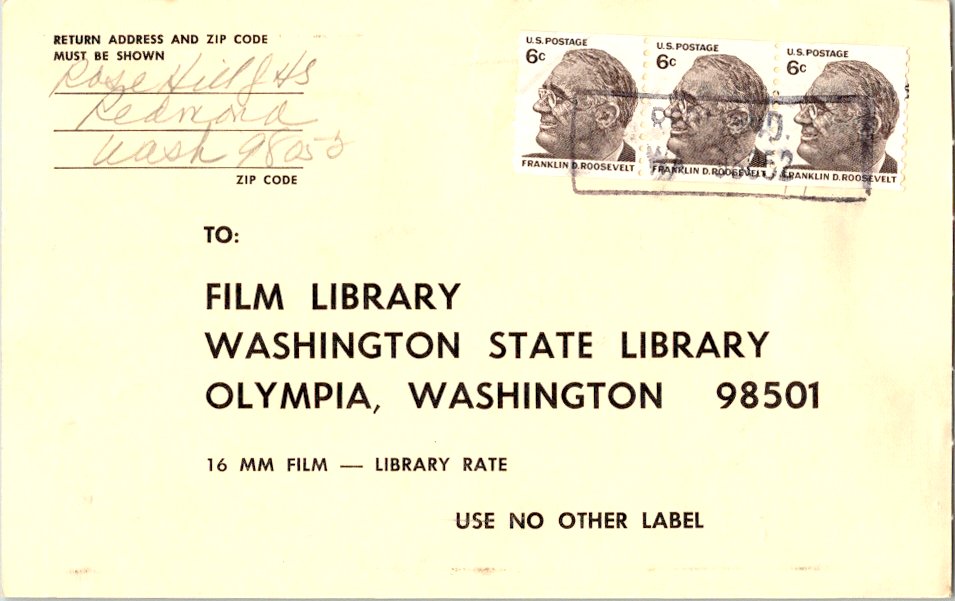 RETURN ADDRESS AND ZIP CODE
MUST BE SHOWN
Rose Hill J HS
Redmond
Wash 98052
ZIP CODE
U.S. POSTAGE
6c
FRANKLIN D. ROOSEVELT
U.S. POSTAGE
6c
FRANKLIN D. ROOSEVELT
U.S. POSTAGE
6c
FRANKLIN D. ROOSEVELT
TO:
FILM LIBRARY
WASHINGTON STATE LIBRARY
OLYMPIA, WASHINGTON 98501
16 MM FILM — LIBRARY RATE
USE NO OTHER LABEL